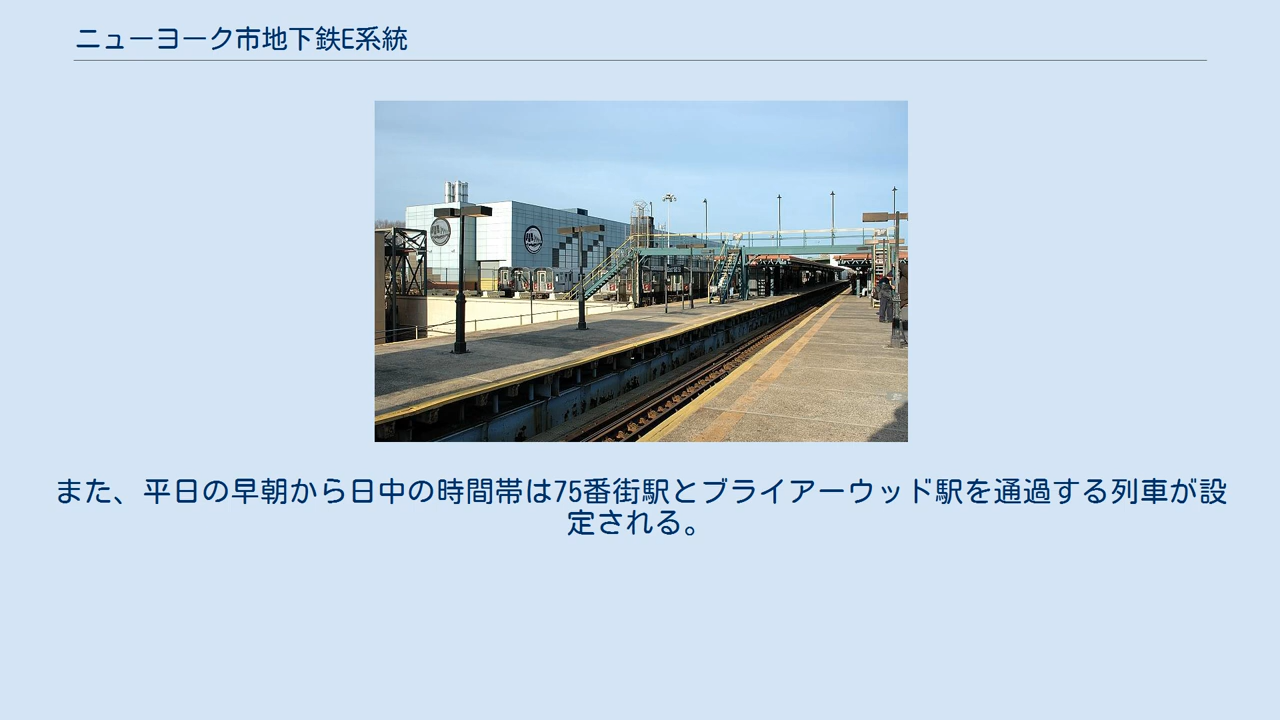 ニューヨーク市地下鉄E系統
また、平日の早朝から日中の時間帯は75番街駅とブライアーウッド駅を通過する列車が設
定される。